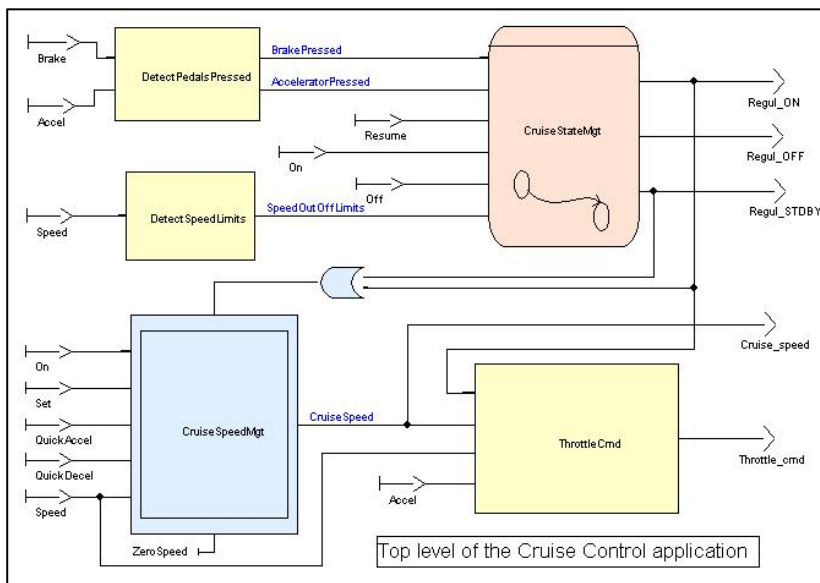 Brake
DetectPedalsPressed
BrakePressed
AcceleratorPressed
Accel
Resume
On
Off
CruiseStateMgt
Regul_ON
Regul_OFF
Regul_STDBY
Speed
DetectSpeedLimits
SpeedOutOffLimits
On
Set
QuickAccel
QuickDecel
Speed
CruiseSpeedMgt
CruiseSpeed
ZeroSpeed
Cruise_speed
ThrottleCmd
Throttle_cmd
Accel
Top level of the Cruise Control application